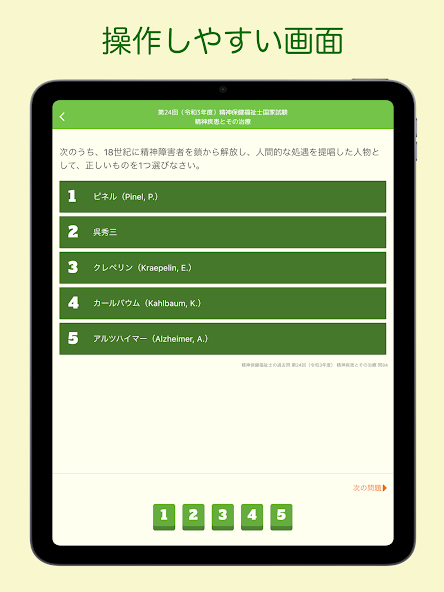 操作しやすい画面
第24回（令和3年度）精神保健福祉士国家試験
精神疾患とその治療
次のうち、18世紀に精神障害者を鎖から解放し、人間的な処遇を提唱した人物と
して、正しいものを1つ選びなさい。
1 ピネル（Pinel, P.）
2 呉秀三
3 クレペリン（Kraepelin, E.）
4 カールバウム（Kahlbaum, K.）
5 アルツハイマー（Alzheimer, A.）
精神保健福祉士の過去問 第24回（令和3年度） 精神疾患とその治療 問94
次の問題
1 2 3 4 5